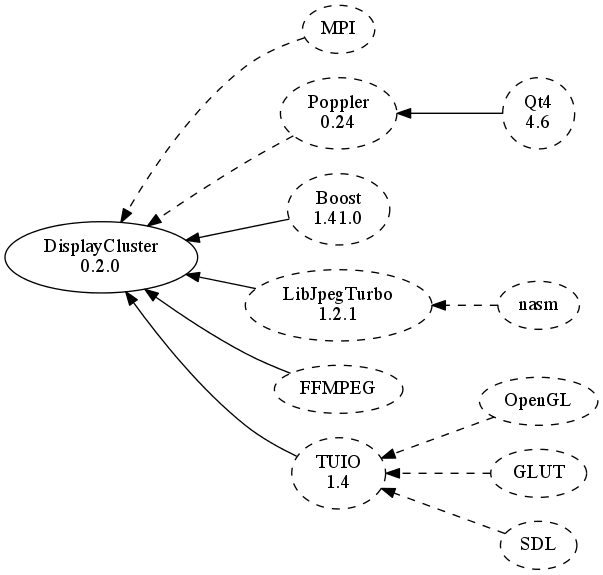 MPI
Poppler
0.24
Qt4
4.6
Boost
1.41.0
DisplayCluster
0.2.0
LibJpegTurbo
1.2.1
nasm
FFMPEG
OpenGL
TUIO
1.4
GLUT
SDL